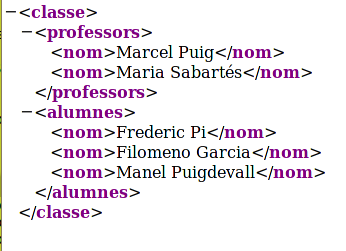 −<classe>
−<professors>
<nom>Marcel Puig</nom>
<nom>Maria Sabartés</nom>
</professors>
−<alumnes>
<nom>Frederic Pi</nom>
<nom>Filomeno Garcia</nom>
<nom>Manel Puigdevall</nom>
</alumnes>
</classe>